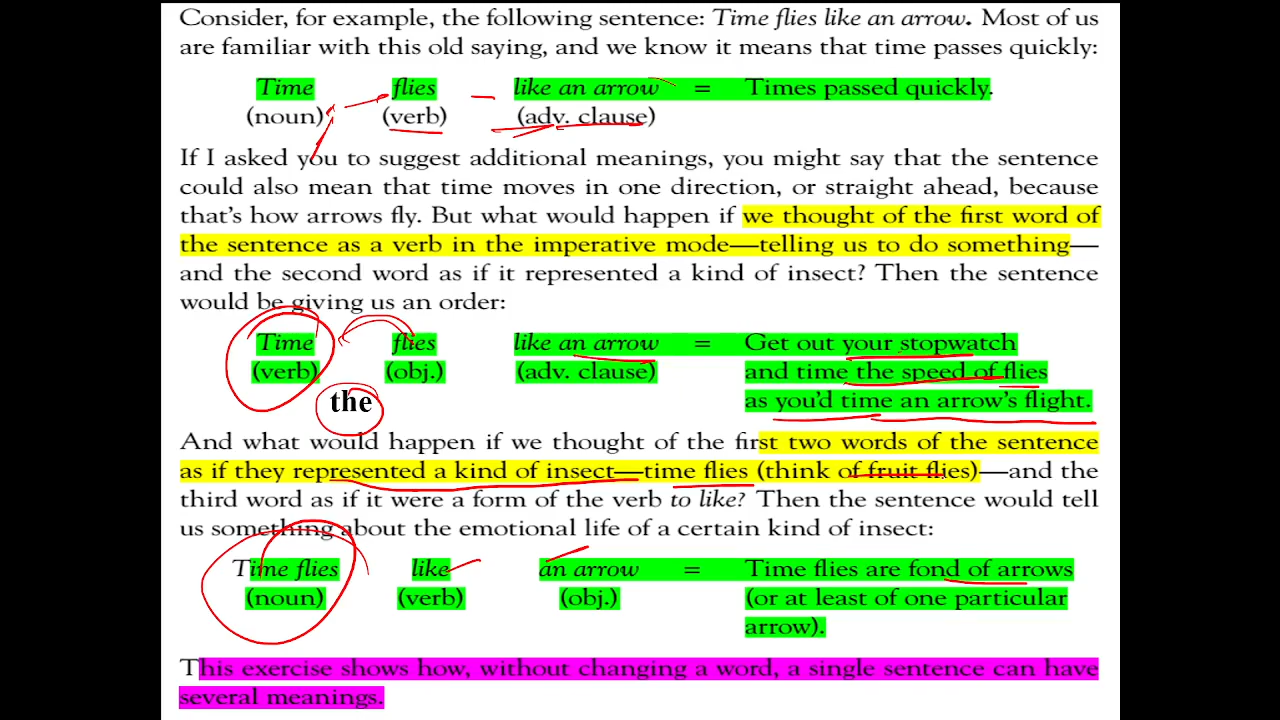 Consider, for example, the following sentence: Time flies like an arrow. Most of us
are familiar with this old saying, and we know it means that time passes quickly:
Time flies like an arrow = Times passed quickly.
(noun) (verb) (adv. clause)
If I asked you to suggest additional meanings, you might say that the sentence
could also mean that time moves in one direction, or straight ahead, because
that's how arrows fly. But what would happen if we thought of the first word of
the sentence as a verb in the imperative mode—telling us to do something—
and the second word as if it represented a kind of insect? Then the sentence
would be giving us an order:
Time flies like an arrow = Get out your stopwatch
(verb) (obj.) (adv. clause) and time the speed of flies
the as you'd time an arrow's flight.
And what would happen if we thought of the first two words of the sentence
as if they represented a kind of insect—time flies (think of fruit flies)—and the
third word as if it were a form of the verb to like? Then the sentence would tell
us something about the emotional life of a certain kind of insect:
Time flies like an arrow = Time flies are fond of arrows
(noun) (verb) (obj.) (or at least of one particular
arrow).
This exercise shows how, without changing a word, a single sentence can have
several meanings.